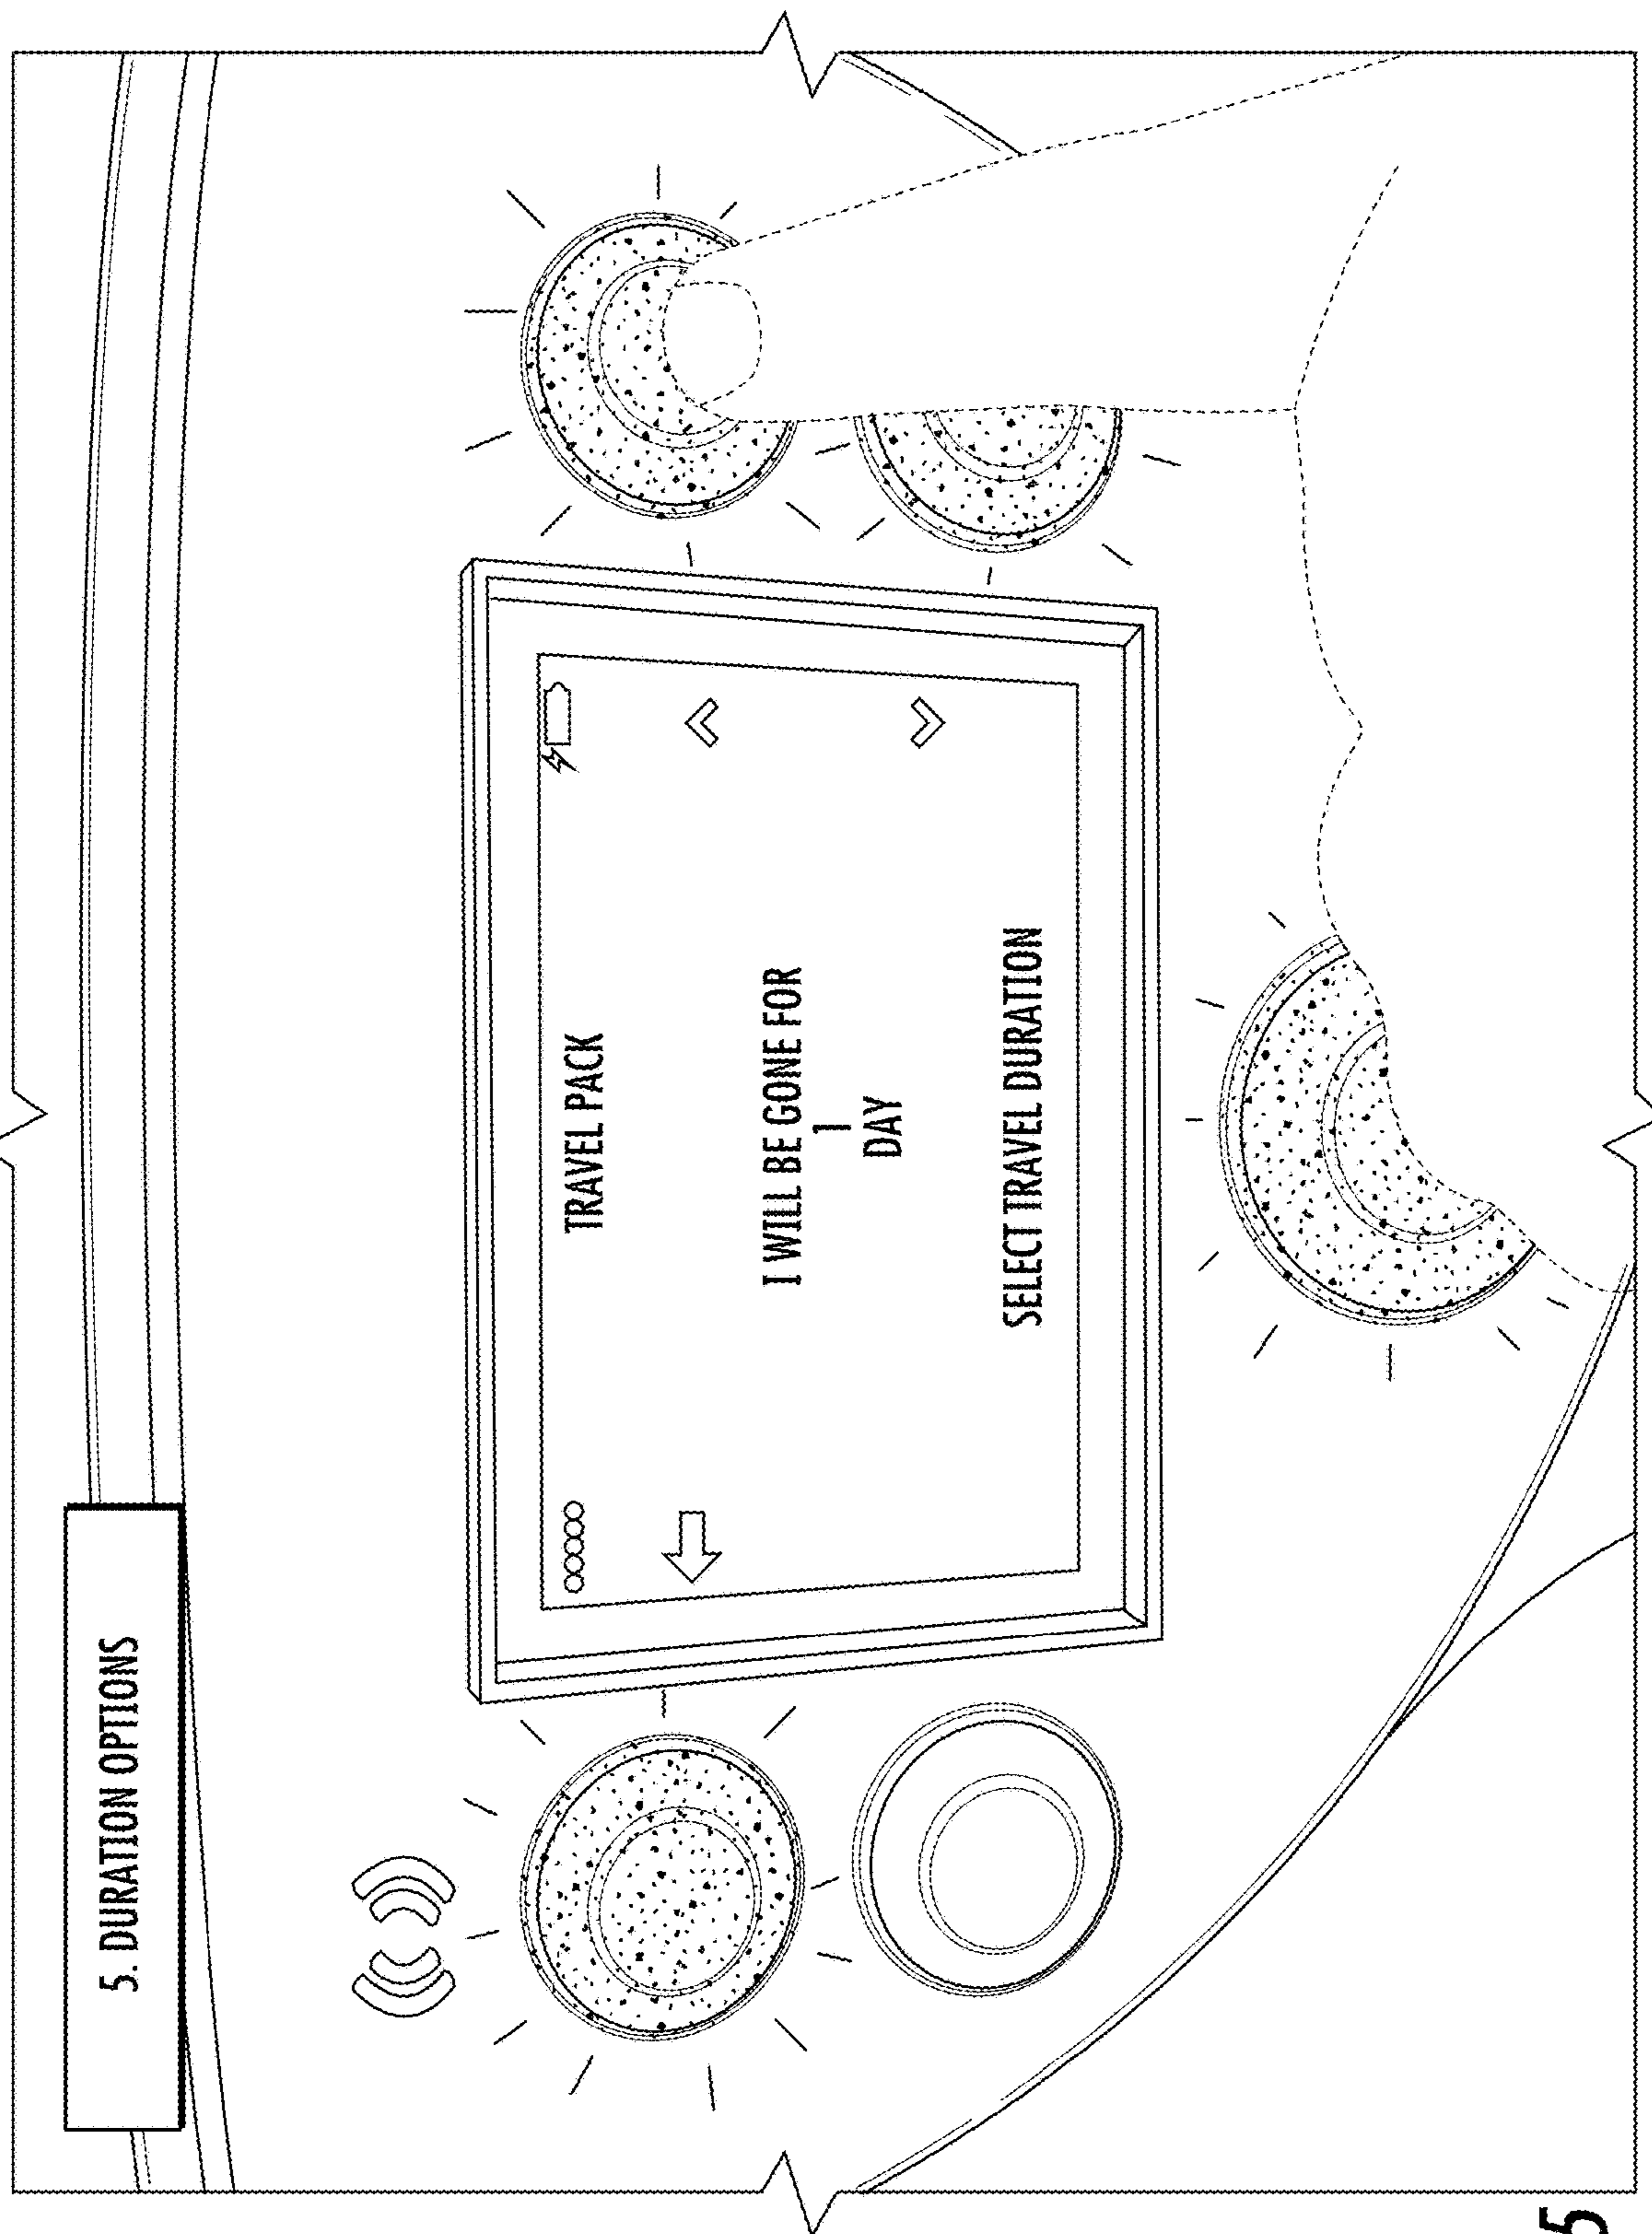 5. DURATION OPTIONS
TRAVEL PACK
I WILL BE GONE FOR
1
DAY
SELECT TRAVEL DURATION
5